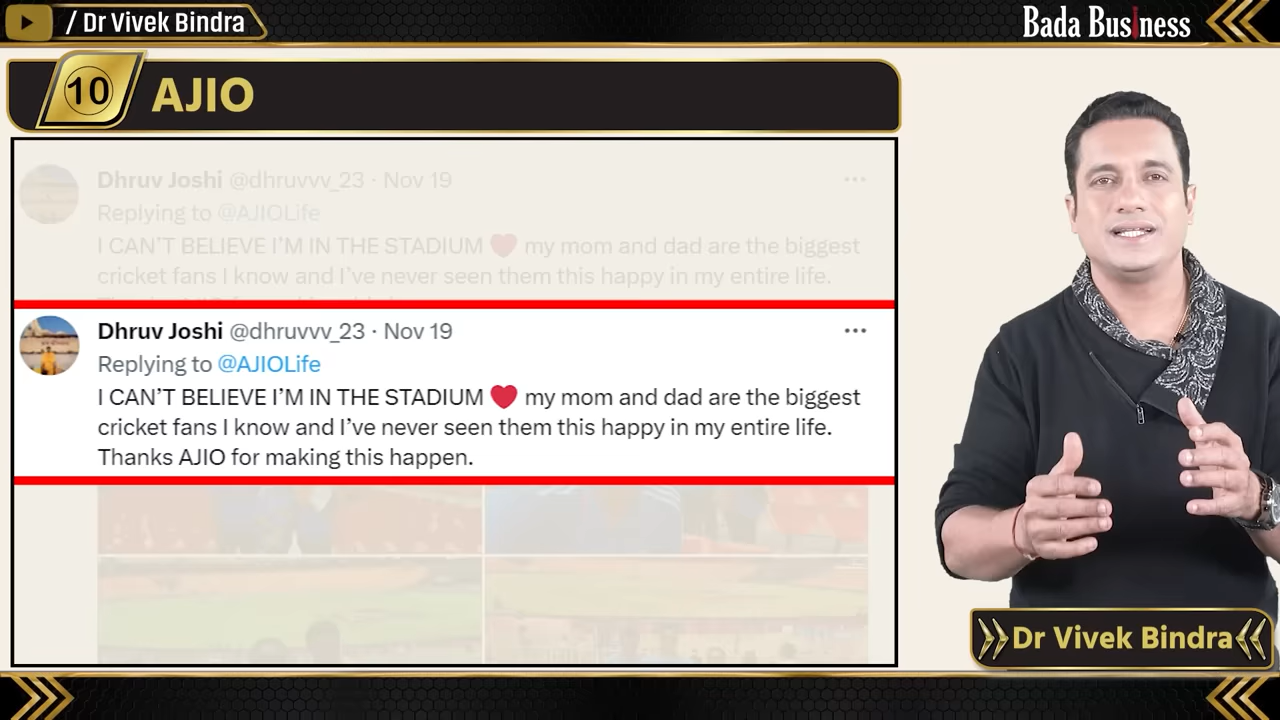 / Dr Vivek Bindra
Bada Business
10 AJIO
Dhruv Joshi @dhruvvv_23 · Nov 19
Replying to @AJIOLife
I CAN'T BELIEVE I'M IN THE STADIUM ❤️ my mom and dad are the biggest
cricket fans I know and I've never seen them this happy in my entire life.
Dhruv Joshi @dhruvvv_23 · Nov 19
Replying to @AJIOLife
I CAN'T BELIEVE I'M IN THE STADIUM ❤️ my mom and dad are the biggest
cricket fans I know and I've never seen them this happy in my entire life.
Thanks AJIO for making this happen.
Dr Vivek Bindra